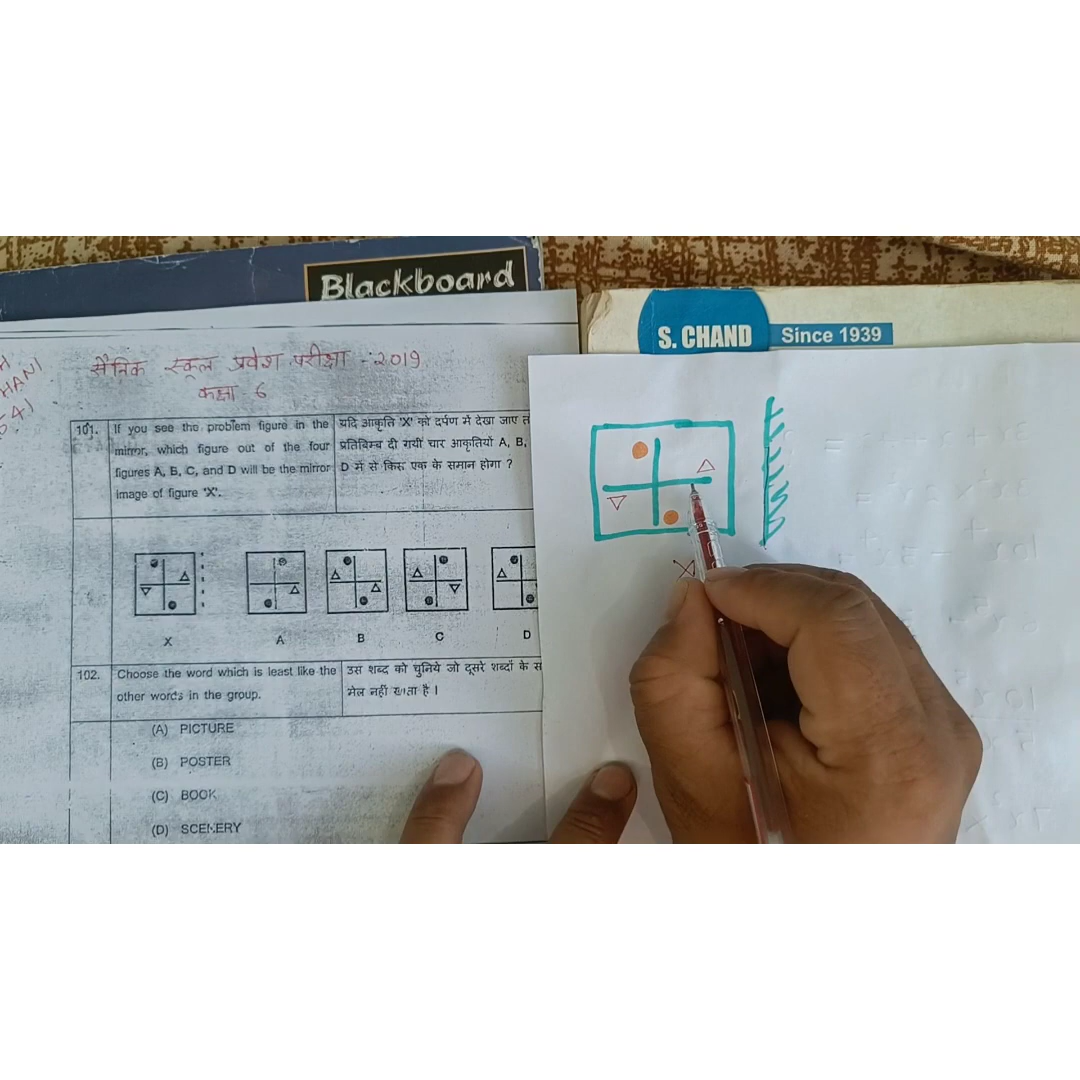 Blackboard
S. CHAND
Since 1939
सैनिक स्कूल प्रवेश परीक्षा - 2019
कक्षा 6
HANI
101.
If you see the problem figure in the
mirror, which figure out of the four
figures A, B, C, and D will be the mirror
image of figure 'X'.
यदि आकृति 'X' को दर्पण में देखा जाए त
प्रतिबिम्ब दी गयीं चार आकृतियों A, B,
D में से किस एक के समान होगा ?
X A B C D
X
102.
Choose the word which is least like the
other words in the group.
उस शब्द को चुनिये जो दूसरे शब्दों के स
मेल नहीं खाता है ।
(A) PICTURE
(B) POSTER
(C) BOOK
(D) SCENERY